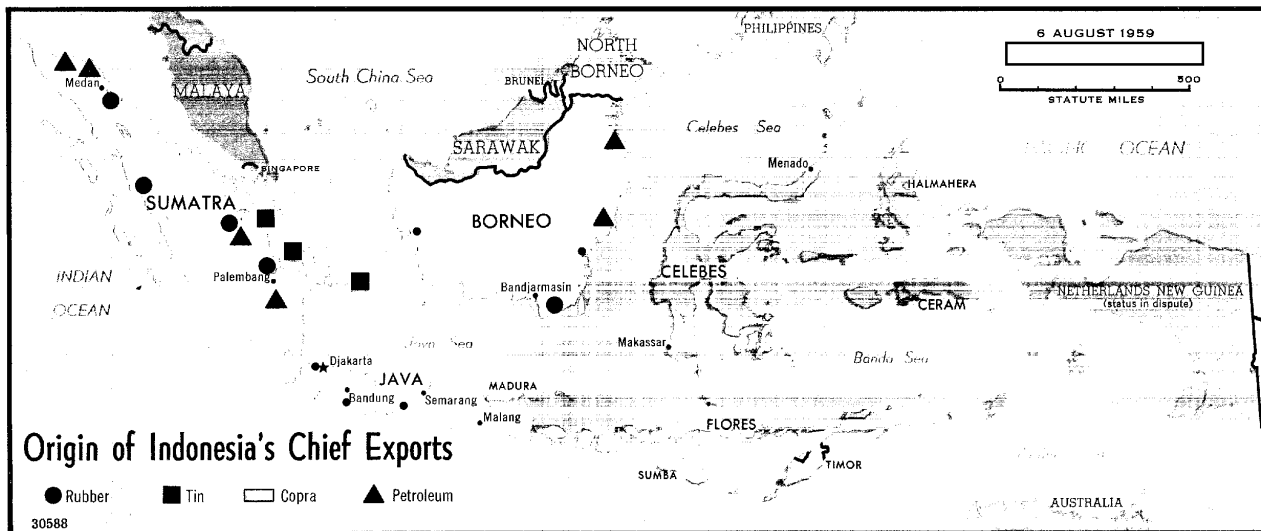 PHILIPPINES
6 AUGUST 1959
0 500
STATUTE MILES
NORTH
BORNEO
South China Sea
BRUNEI
Medan
MALAYA
Celebes Sea
SARAWAK
OCEAN
SINGAPORE
Menado
HALMAHERA
SUMATRA
BORNEO
INDIAN
OCEAN
Palembang
CELEBES
Bandjarmasin
NETHERLANDS NEW GUINEA
(status in dispute)
CERAM
Java Sea
Makassar
Banda Sea
Djakarta
JAVA
MADURA
Bandung
Semarang
Malang
FLORES
Origin of Indonesia's Chief Exports
SUMBA
TIMOR
Rubber Tin Copra Petroleum
AUSTRALIA
30588